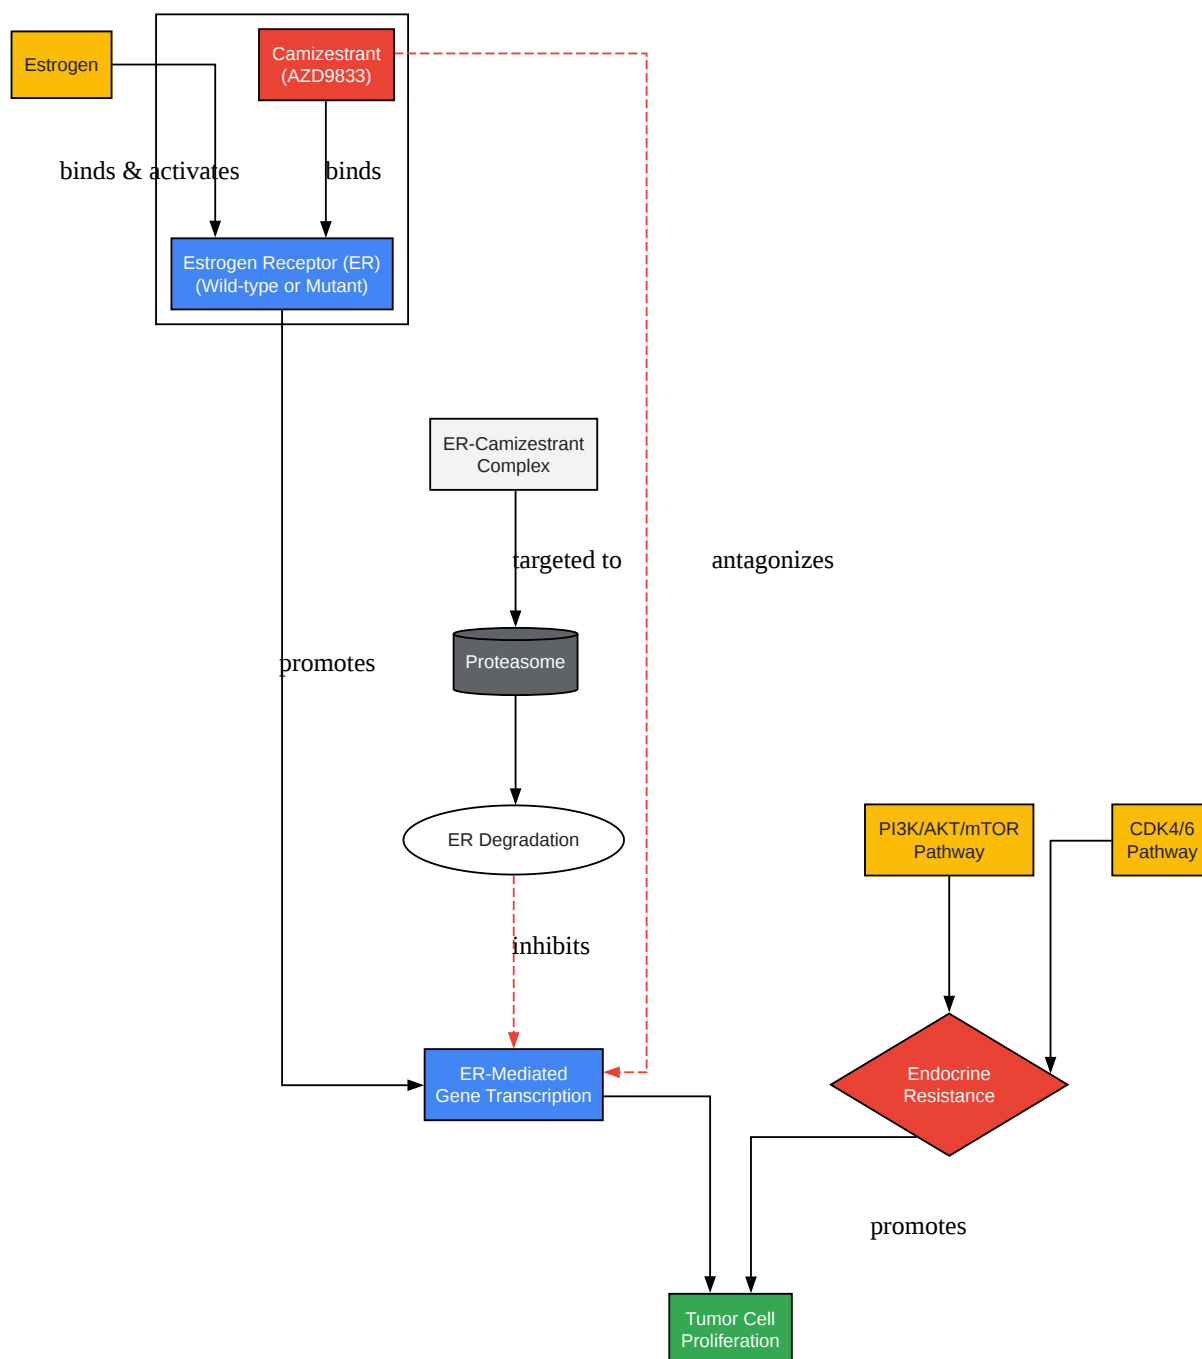 Estrogen
Camizestrant
(AZD9833)
binds & activates
binds
Estrogen Receptor (ER)
(Wild-type or Mutant)
ER-Camizestrant
Complex
targeted to
antagonizes
promotes
Proteasome
ER Degradation
PI3K/AKT/mTOR
Pathway
CDK4/6
Pathway
inhibits
ER-Mediated
Gene Transcription
Endocrine
Resistance
promotes
Tumor Cell
Proliferation